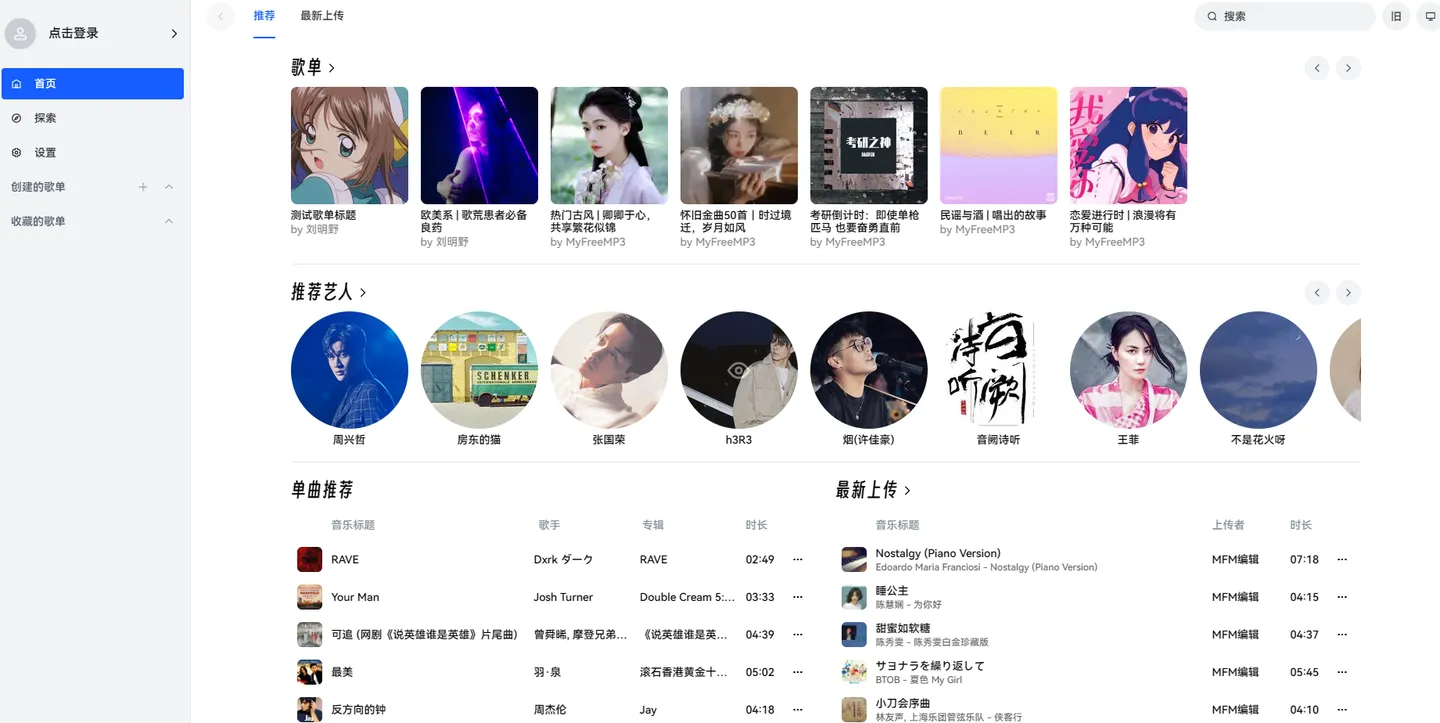 点击登录
首页
探索
设置
创建的歌单
收藏的歌单
推荐 最新上传
搜索
旧
歌单
考研之神
COUNTRY
BEER
我恋爱了
测试歌单标题
by 刘明野
欧美系 | 歌荒患者必备
良药
by 刘明野
热门古风 | 卿卿于心，
共享繁花似锦
by MyFreeMP3
怀旧金曲50首｜时过境
迁，岁月如风
by MyFreeMP3
考研倒计时：即使单枪
匹马 也要奋勇直前
by MyFreeMP3
民谣与酒 | 唱出的故事
by MyFreeMP3
恋爱进行时 | 浪漫将有
万种可能
by MyFreeMP3
推荐艺人
SCHENKER
音阙诗听
周兴哲
房东的猫
张国荣
h3R3
烟(许佳豪)
音阙诗听
王菲
不是花火呀
单曲推荐
音乐标题 歌手 专辑 时长
RAVE Dxrk ダーク RAVE 02:49
Your Man Josh Turner Double Cream 5:... 03:33
可追 (网剧《说英雄谁是英雄》片尾曲) 曾舜晞, 摩登兄弟... 《说英雄谁是英... 04:39
最美 羽·泉 滚石香港黄金十... 05:02
反方向的钟 周杰伦 Jay 04:18
最新上传
音乐标题 上传者 时长
Nostalgy (Piano Version) MFM编辑 07:18
Edoardo Maria Franciosi - Nostalgy (Piano Version)
睡公主 MFM编辑 04:15
陈慧娴 - 为你好
甜蜜如软糖 MFM编辑 04:37
陈秀雯 - 陈秀雯白金珍藏版
サヨナラを繰り返して MFM编辑 05:45
BTOB - 夏色 My Girl
小刀会序曲 MFM编辑 04:10
林友声, 上海乐团管弦乐队 - 侠客行